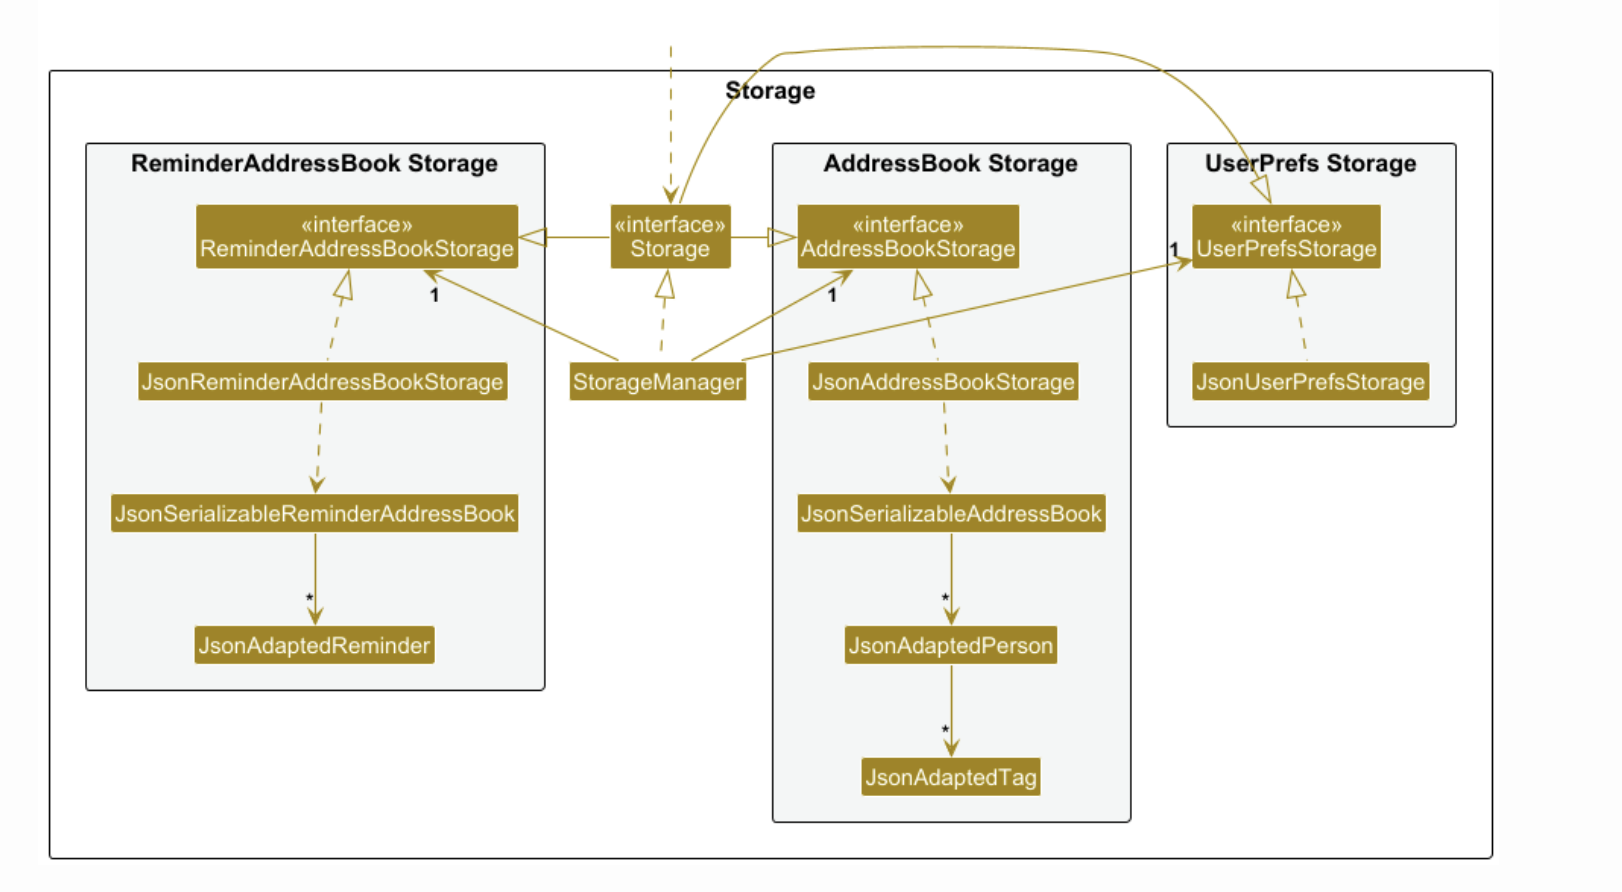 Storage
ReminderAddressBook Storage
AddressBook Storage
UserPrefs Storage
«interface»
ReminderAddressBookStorage
«interface»
Storage
«interface»
AddressBookStorage
«interface»
UserPrefsStorage
1
1
1
JsonReminderAddressBookStorage
StorageManager
JsonAddressBookStorage
JsonUserPrefsStorage
JsonSerializableReminderAddressBook
JsonSerializableAddressBook
*
*
JsonAdaptedReminder
JsonAdaptedPerson
*
JsonAdaptedTag